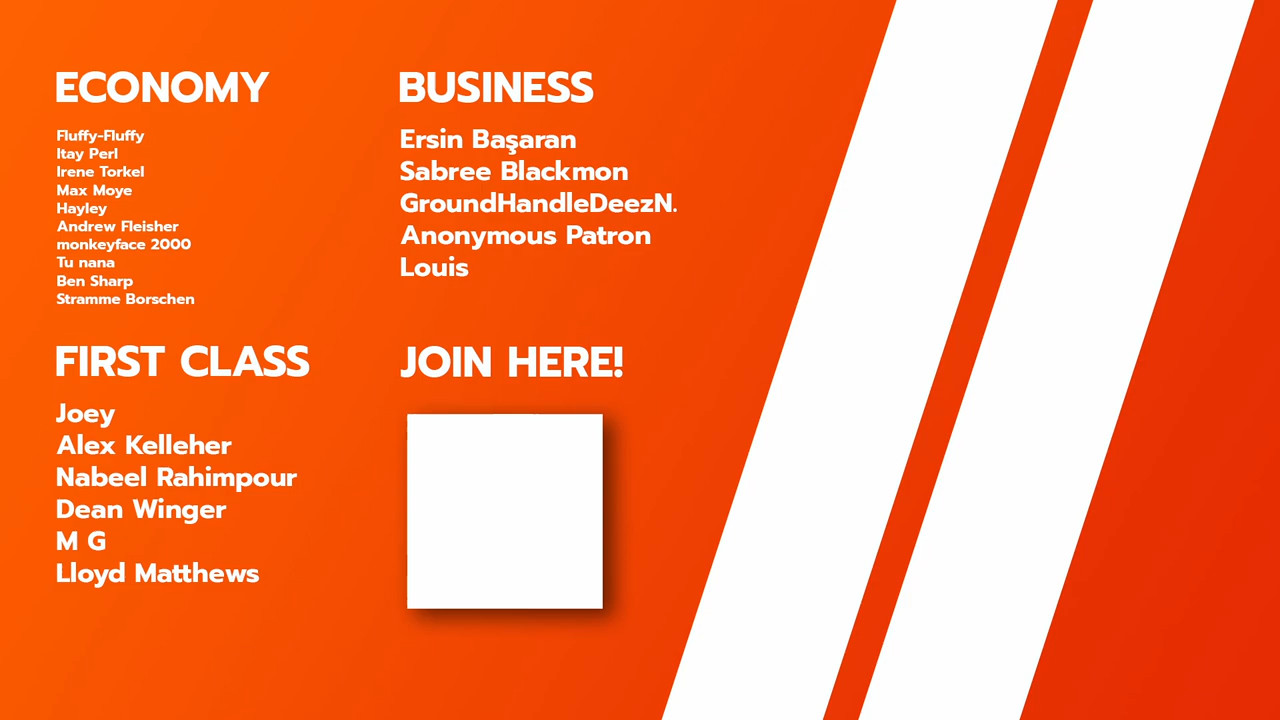 ECONOMY
Fluffy-Fluffy
Itay Perl
Irene Torkel
Max Moye
Hayley
Andrew Fleisher
monkeyface 2000
Tu nana
Ben Sharp
Stramme Borschen
BUSINESS
Ersin Başaran
Sabree Blackmon
GroundHandleDeezN.
Anonymous Patron
Louis
FIRST CLASS
Joey
Alex Kelleher
Nabeel Rahimpour
Dean Winger
M G
Lloyd Matthews
JOIN HERE!